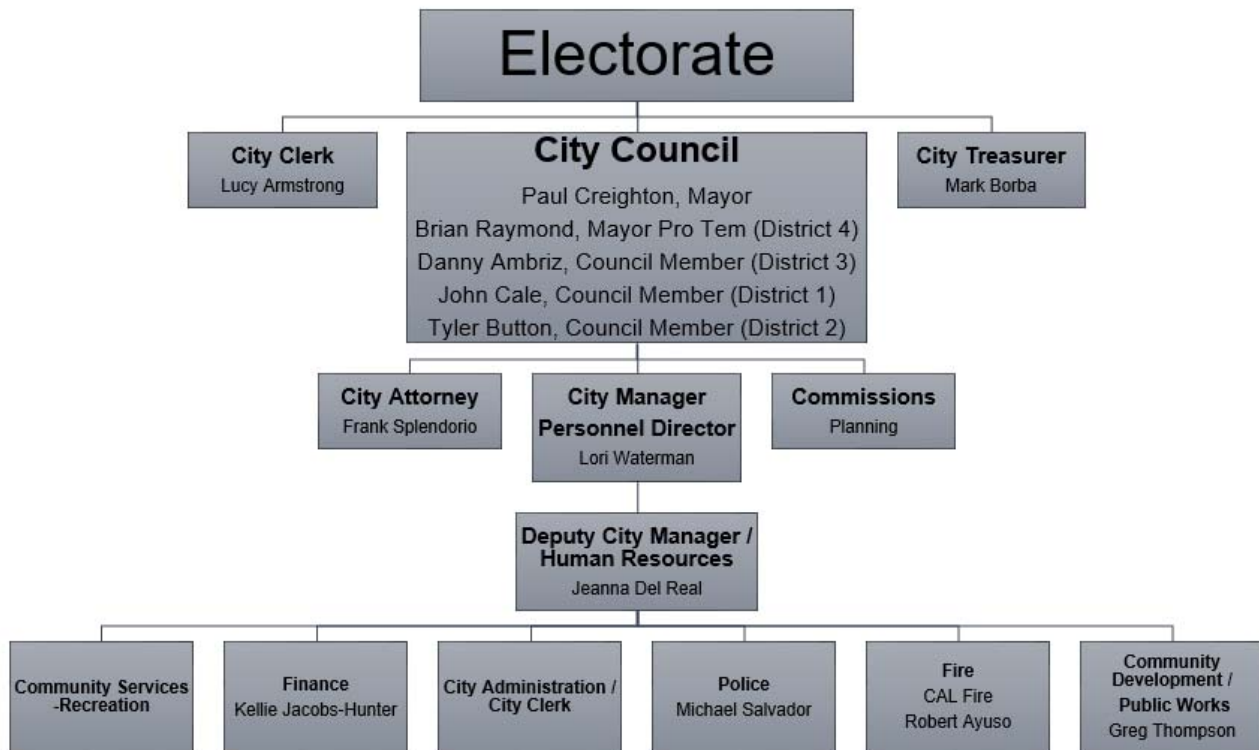 Electorate
City Clerk
Lucy Armstrong
City Council
Paul Creighton, Mayor
Brian Raymond, Mayor Pro Tem (District 4)
Danny Ambriz, Council Member (District 3)
John Cale, Council Member (District 1)
Tyler Button, Council Member (District 2)
City Treasurer
Mark Borba
City Attorney
Frank Splendorio
City Manager
Personnel Director
Lori Waterman
Commissions
Planning
Deputy City Manager /
Human Resources
Jeanna Del Real
Community Services
-Recreation
Finance
Kellie Jacobs-Hunter
City Administration /
City Clerk
Police
Michael Salvador
Fire
CAL Fire
Robert Ayuso
Community
Development /
Public Works
Greg Thompson